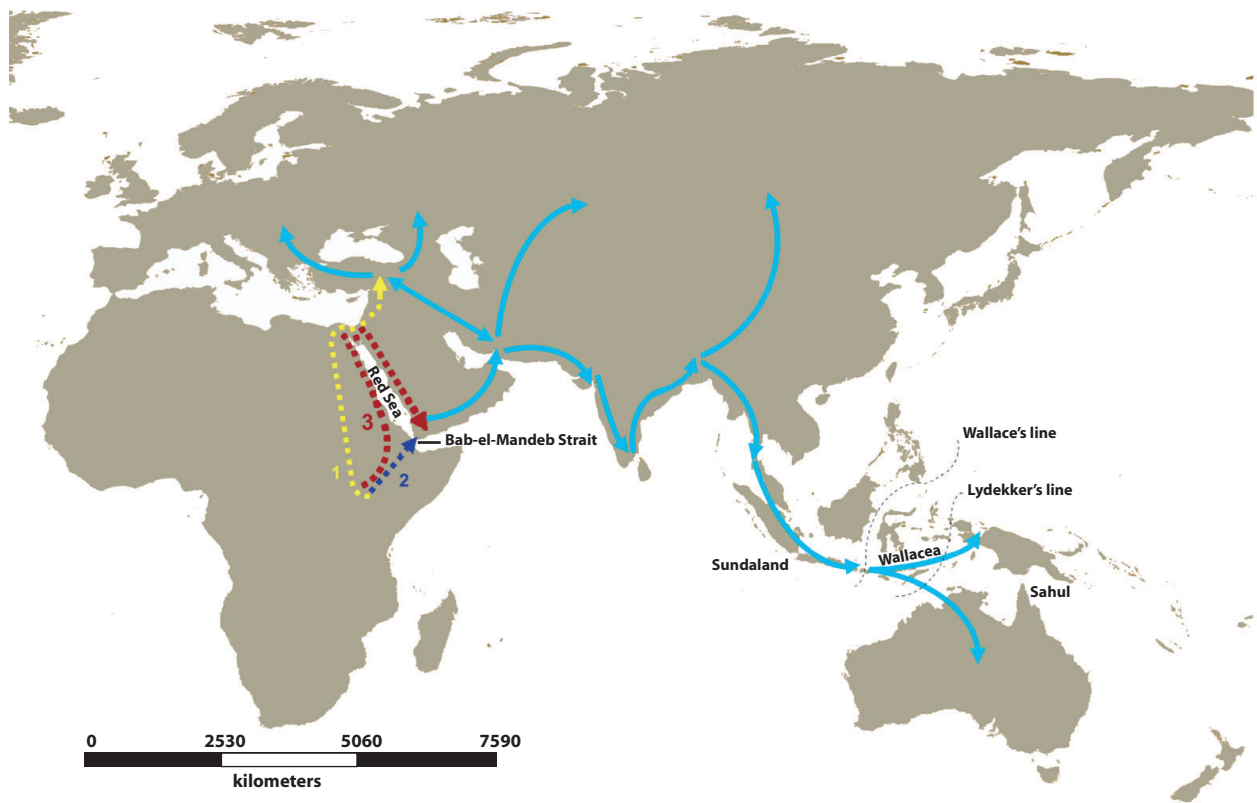 Red Sea
3
Bab-el-Mandeb Strait
1
2
Wallace's line
Lydekker's line
Wallacea
Sundaland
Sahul
0 2530 5060 7590
kilometers